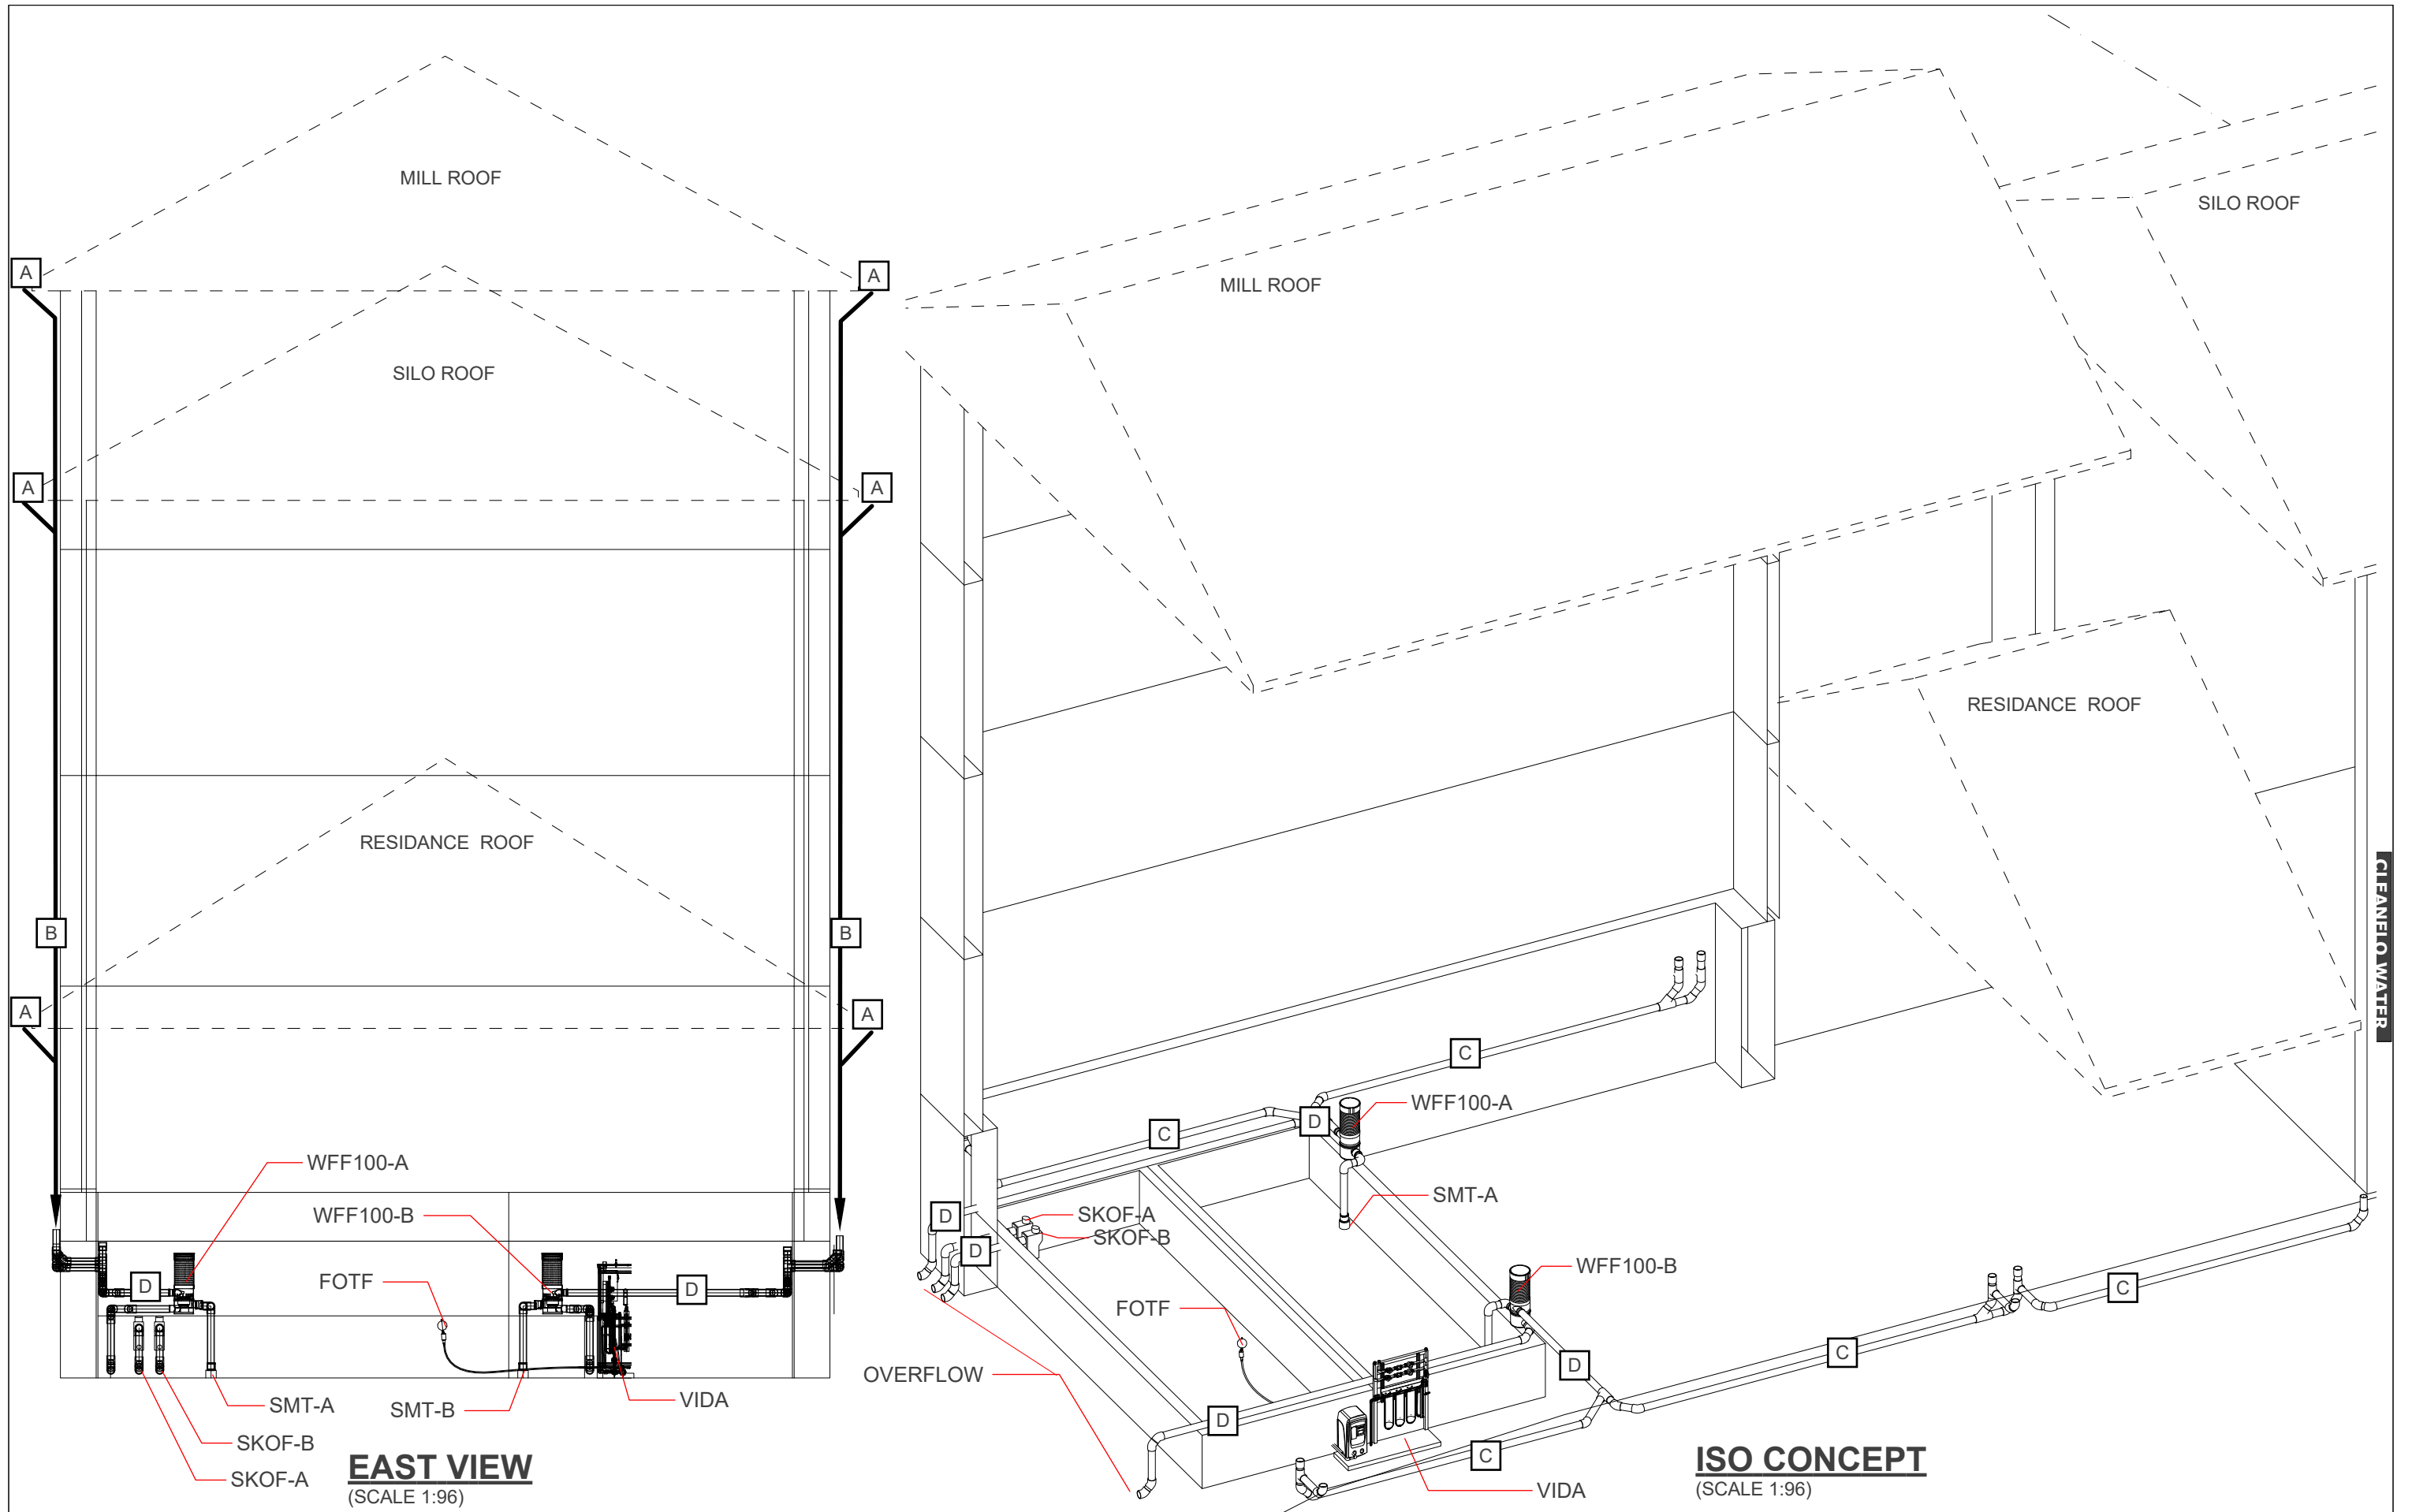 MILL ROOF
A
A
SILO ROOF
A
A
RESIDANCE ROOF
B
B
A
A
WFF100-A
WFF100-B
FOTF
D
D
SMT-A
SMT-B
VIDA
SKOF-B
SKOF-A
EAST VIEW
(SCALE 1:96)
SILO ROOF
MILL ROOF
RESIDANCE ROOF
CLEANFLO WATER
C
WFF100-A
D
C
SMT-A
D
SKOF-A
SKOF-B
D
WFF100-B
C
FOTF
C
D
OVERFLOW
D
C
VIDA
ISO CONCEPT
(SCALE 1:96)